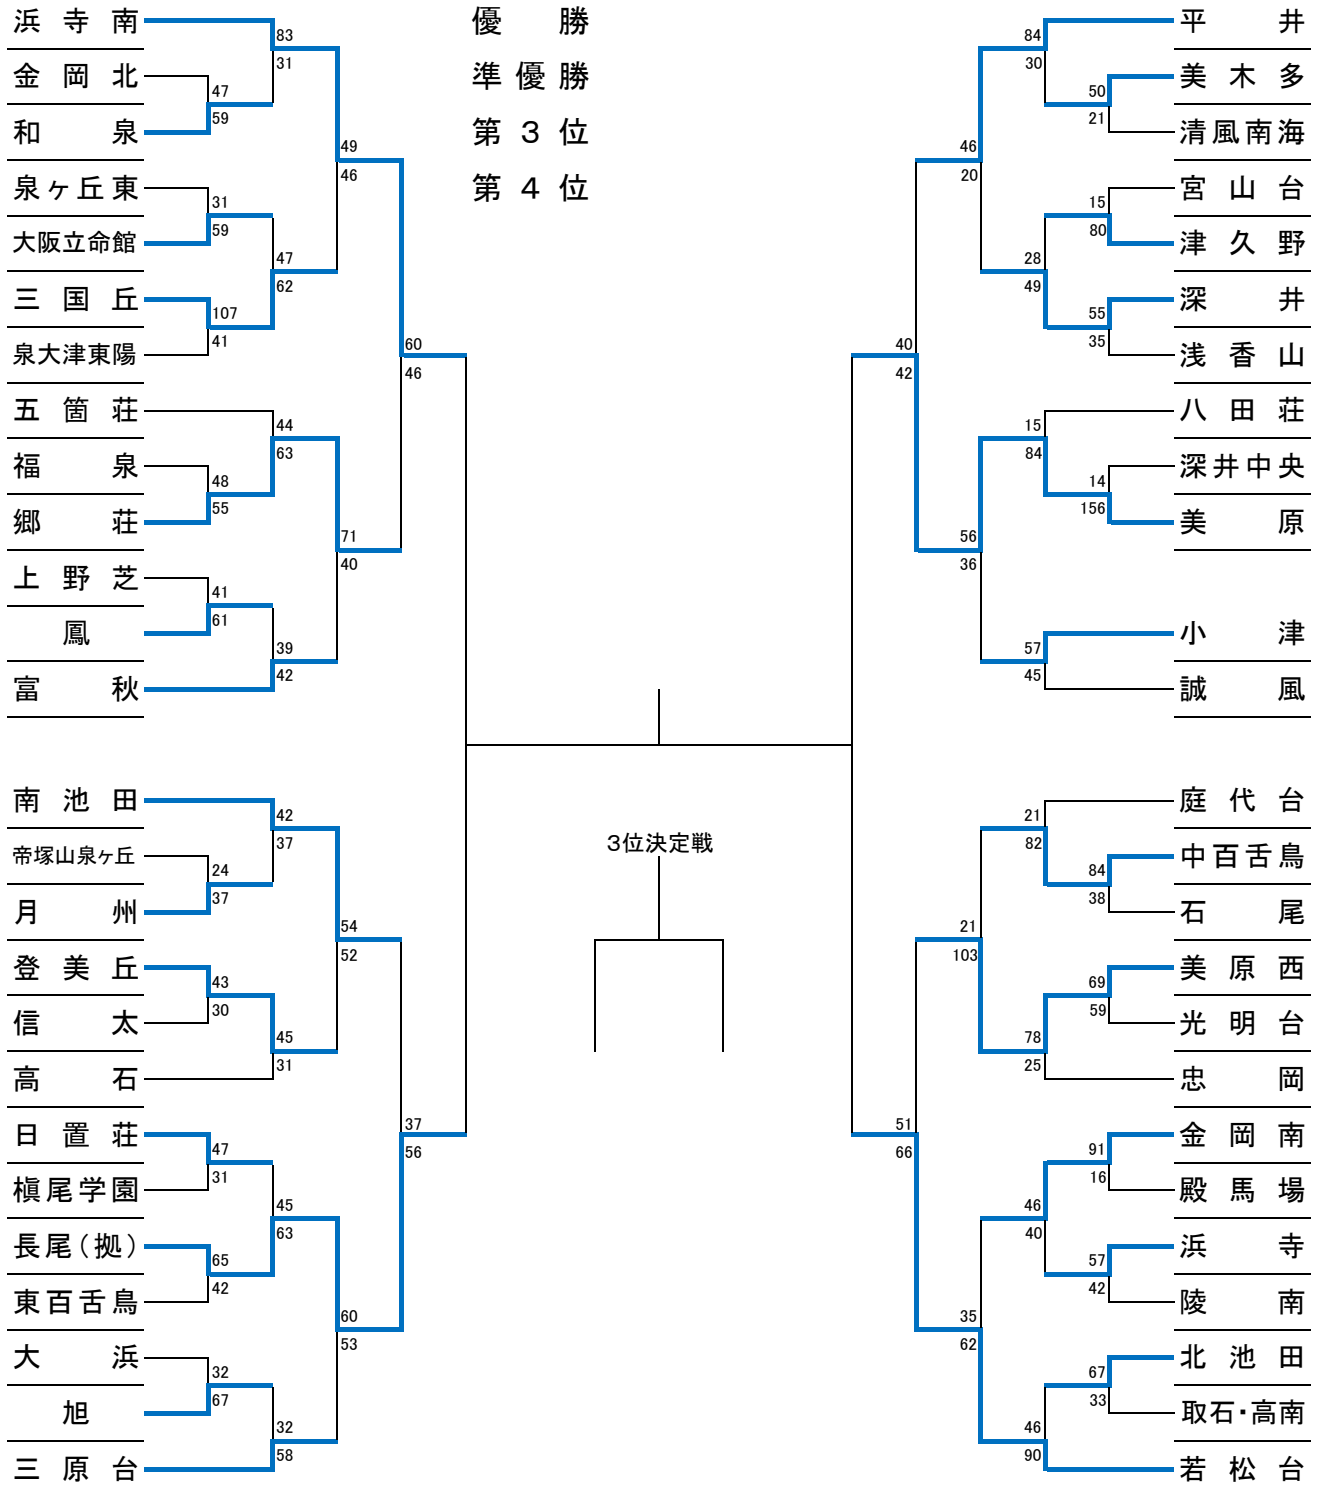 優勝
準優勝
第３位
第４位
浜寺南
83
31
金岡北
47
59
和泉
49
46
泉ヶ丘東
31
59
大阪立命館
47
62
三国丘
107
41
泉大津東陽
60
46
五箇荘
44
63
福泉
48
55
郷荘
71
40
上野芝
41
61
鳳
39
42
富秋
南池田
42
37
帝塚山泉ヶ丘
24
37
月州
54
52
登美丘
43
30
信太
45
31
高石
37
56
日置荘
47
31
槇尾学園
45
63
長尾（拠）
65
42
東百舌鳥
60
53
大浜
32
67
旭
32
58
三原台
3位決定戦
平井
84
30
美木多
50
21
清風南海
46
20
宮山台
15
80
津久野
28
49
深井
55
35
浅香山
40
42
八田荘
15
84
深井中央
14
156
美原
56
36
小津
57
45
誠風
庭代台
21
82
中百舌鳥
84
38
石尾
21
103
美原西
69
59
光明台
78
25
忠岡
51
66
金岡南
91
16
殿馬場
46
40
浜寺
57
42
陵南
35
62
北池田
67
33
取石・高南
46
90
若松台